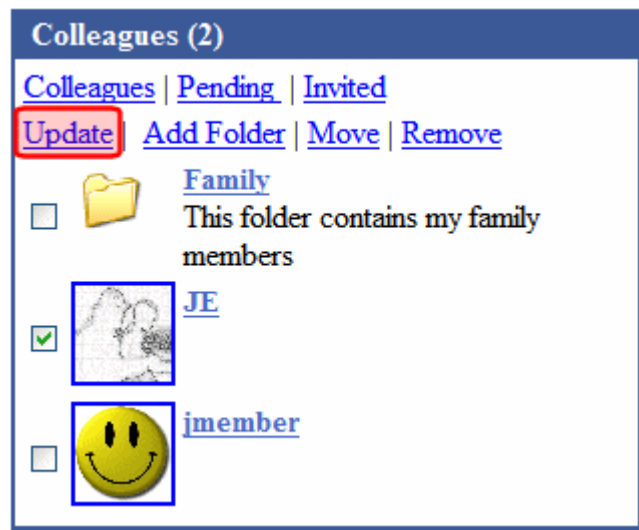 Colleagues (2)
Colleagues | Pending | Invited
Update | Add Folder | Move | Remove
Family
This folder contains my family
members
JE
jmember